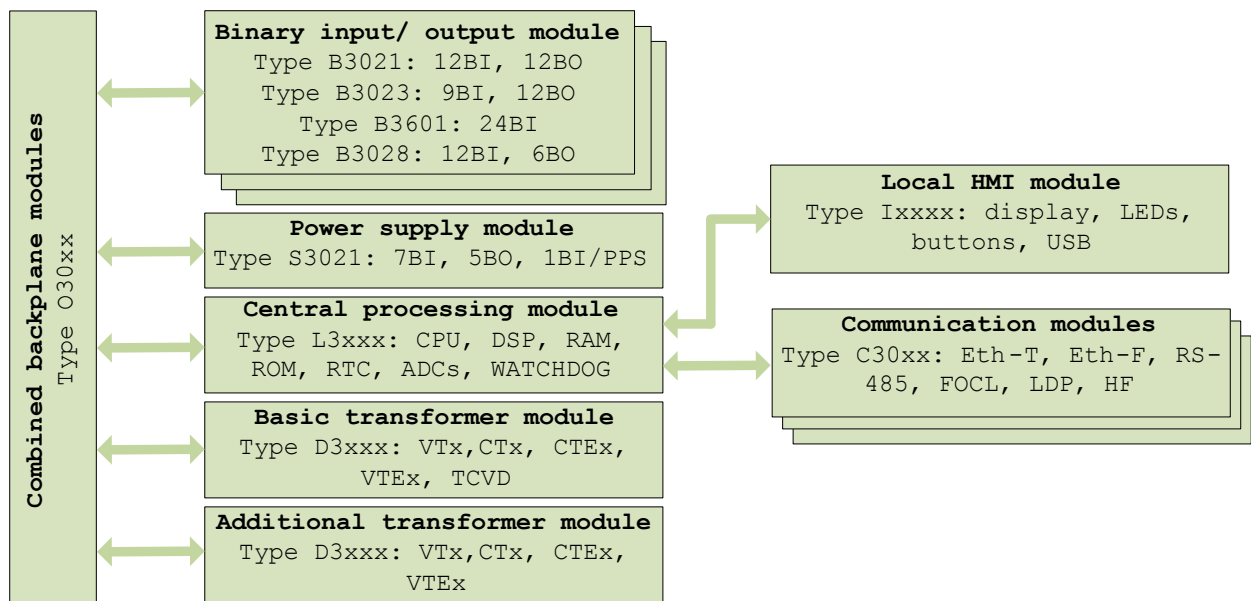 Combined backplane modules
Type O30xx
Binary input/ output module
Type B3021: 12BI, 12BO
Type B3023: 9BI, 12BO
Type B3601: 24BI
Type B3028: 12BI, 6BO
Power supply module
Type S3021: 7BI, 5BO, 1BI/PPS
Central processing module
Type L3xxx: CPU, DSP, RAM,
ROM, RTC, ADCs, WATCHDOG
Basic transformer module
Type D3xxx: VTx,CTx, CTEx,
VTEx, TCVD
Additional transformer module
Type D3xxx: VTx,CTx, CTEx,
VTEx
Local HMI module
Type Ixxxx: display, LEDs,
buttons, USB
Communication modules
Type C30xx: Eth-T, Eth-F, RS-
485, FOCL, LDP, HF